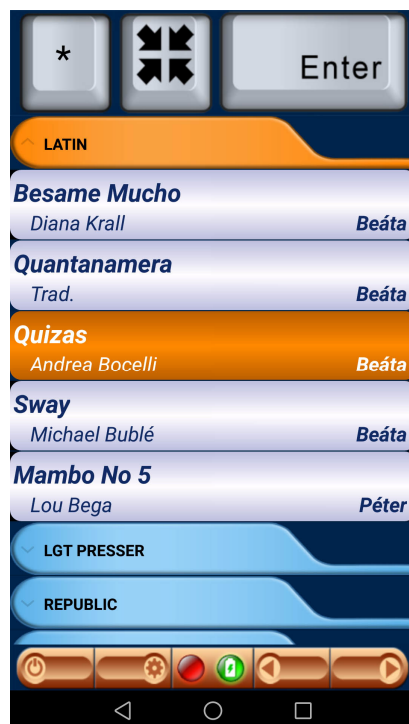 *
Enter
LATIN
Besame Mucho
Diana Krall Beáta
Quantanamera
Trad. Beáta
Quizas
Andrea Bocelli Beáta
Sway
Michael Bublé Beáta
Mambo No 5
Lou Bega Péter
LGT PRESSER
REPUBLIC